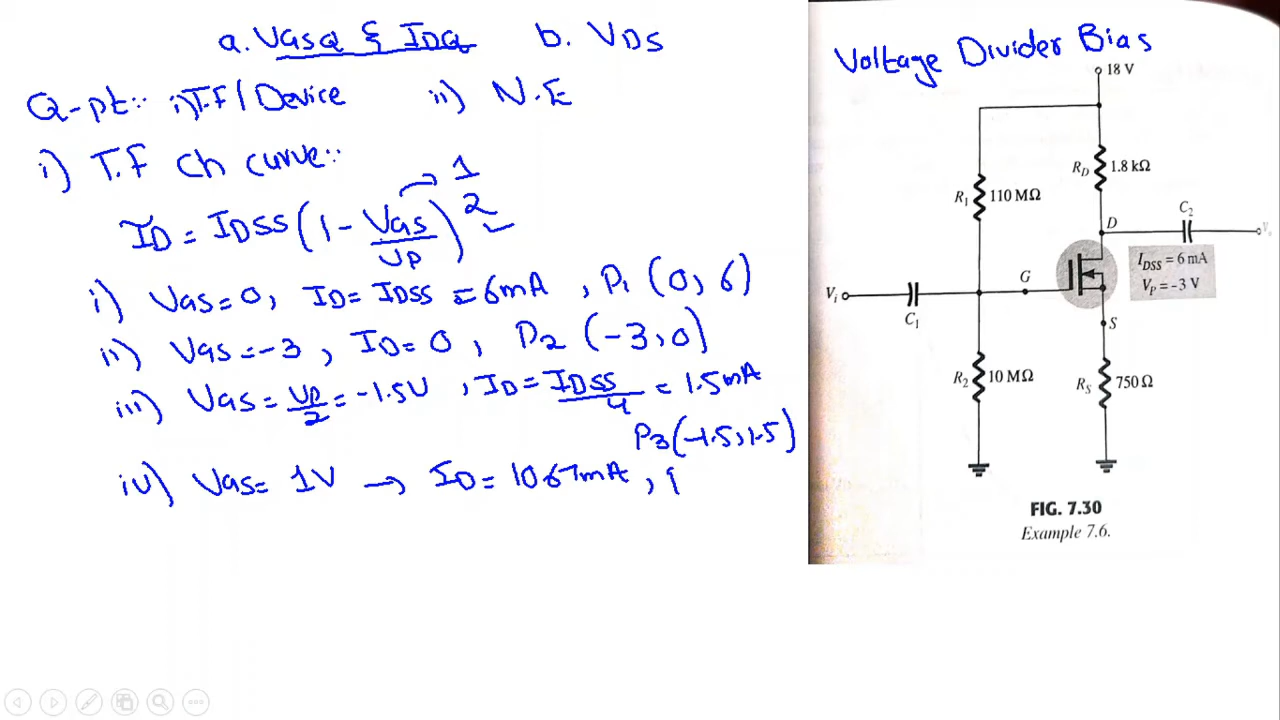 a. VGSQ & IDQ b. VDS
Q-pt:- i) T.F / Device ii) N.E
i) T.F Ch curve:-
ID = IDSS (1 - VGS/VP)^2 → 1
i) VGS = 0, ID = IDSS = 6mA, P1 (0, 6)
ii) VGS = -3, ID = 0, P2 (-3, 0)
iii) VGS = VP/2 = -1.5V, ID = IDSS/4 = 1.5mA
P3 (-1.5, 1.5)
iv) VGS = 1V → ID = 10.67mA,
Voltage Divider Bias
18 V
RD 1.8 kΩ
R1 110 MΩ
D
C2
IDSS = 6 mA
VP = –3 V
G
Vi
C1
S
R2 10 MΩ
RS 750 Ω
FIG. 7.30
Example 7.6.